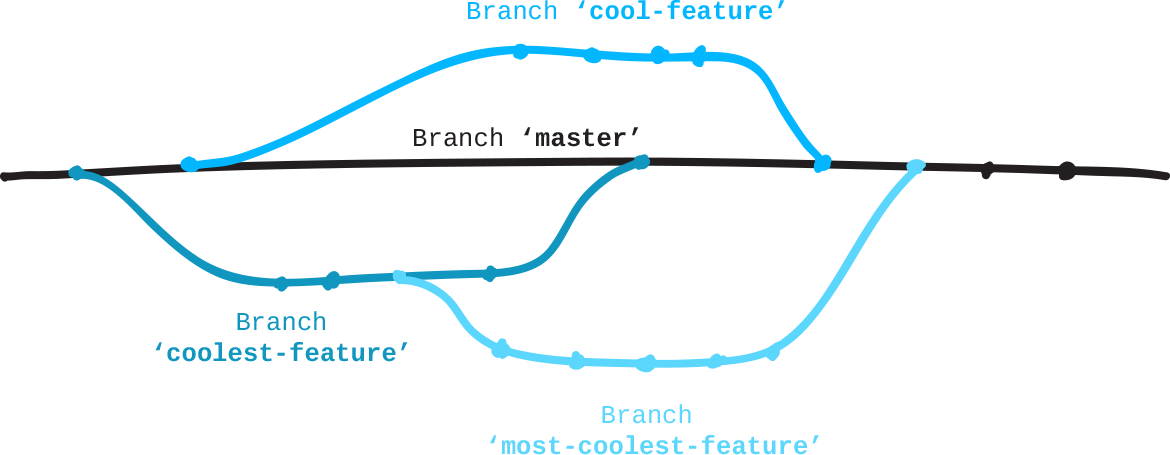 Branch ‘cool-feature’
Branch ‘master’
Branch
‘coolest-feature’
Branch
‘most-coolest-feature’